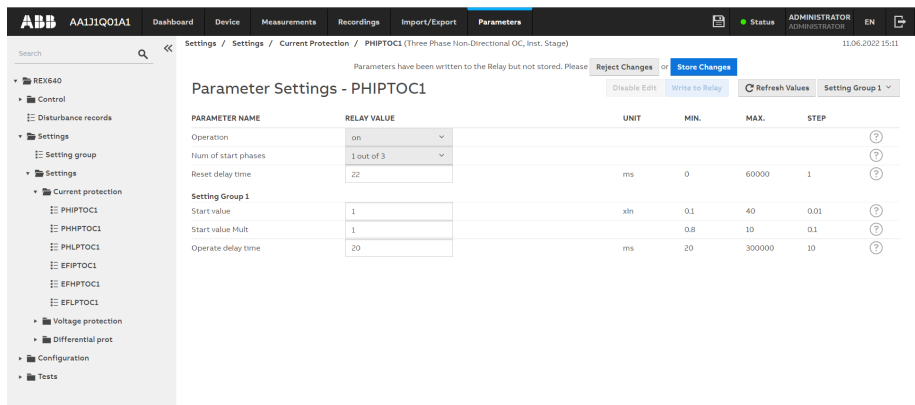 ABB AA1J1Q01A1 Dashboard Device Measurements Recordings Import/Export Parameters Status ADMINISTRATOR ADMINISTRATOR EN
Search
Settings / Settings / Current Protection / PHIPTOC1 (Three Phase Non-Directional OC, Inst. Stage) 11.06.2022 15:11
Parameters have been written to the Relay but not stored. Please Reject Changes or Store Changes
Parameter Settings - PHIPTOC1 Disable Edit Write to Relay Refresh Values Setting Group 1
REX640
Control
Disturbance records
Settings
Setting group
Settings
Current protection
PHIPTOC1
PHHPTOC1
PHLPTOC1
EFIPTOC1
EFHPTOC1
EFLPTOC1
Voltage protection
Differential prot
Configuration
Tests
PARAMETER NAME RELAY VALUE UNIT MIN. MAX. STEP
Operation on ?
Num of start phases 1 out of 3 ?
Reset delay time 22 ms 0 60000 1 ?
Setting Group 1
Start value 1 xIn 0.1 40 0.01 ?
Start value Mult 1 0.8 10 0.1 ?
Operate delay time 20 ms 20 300000 10 ?